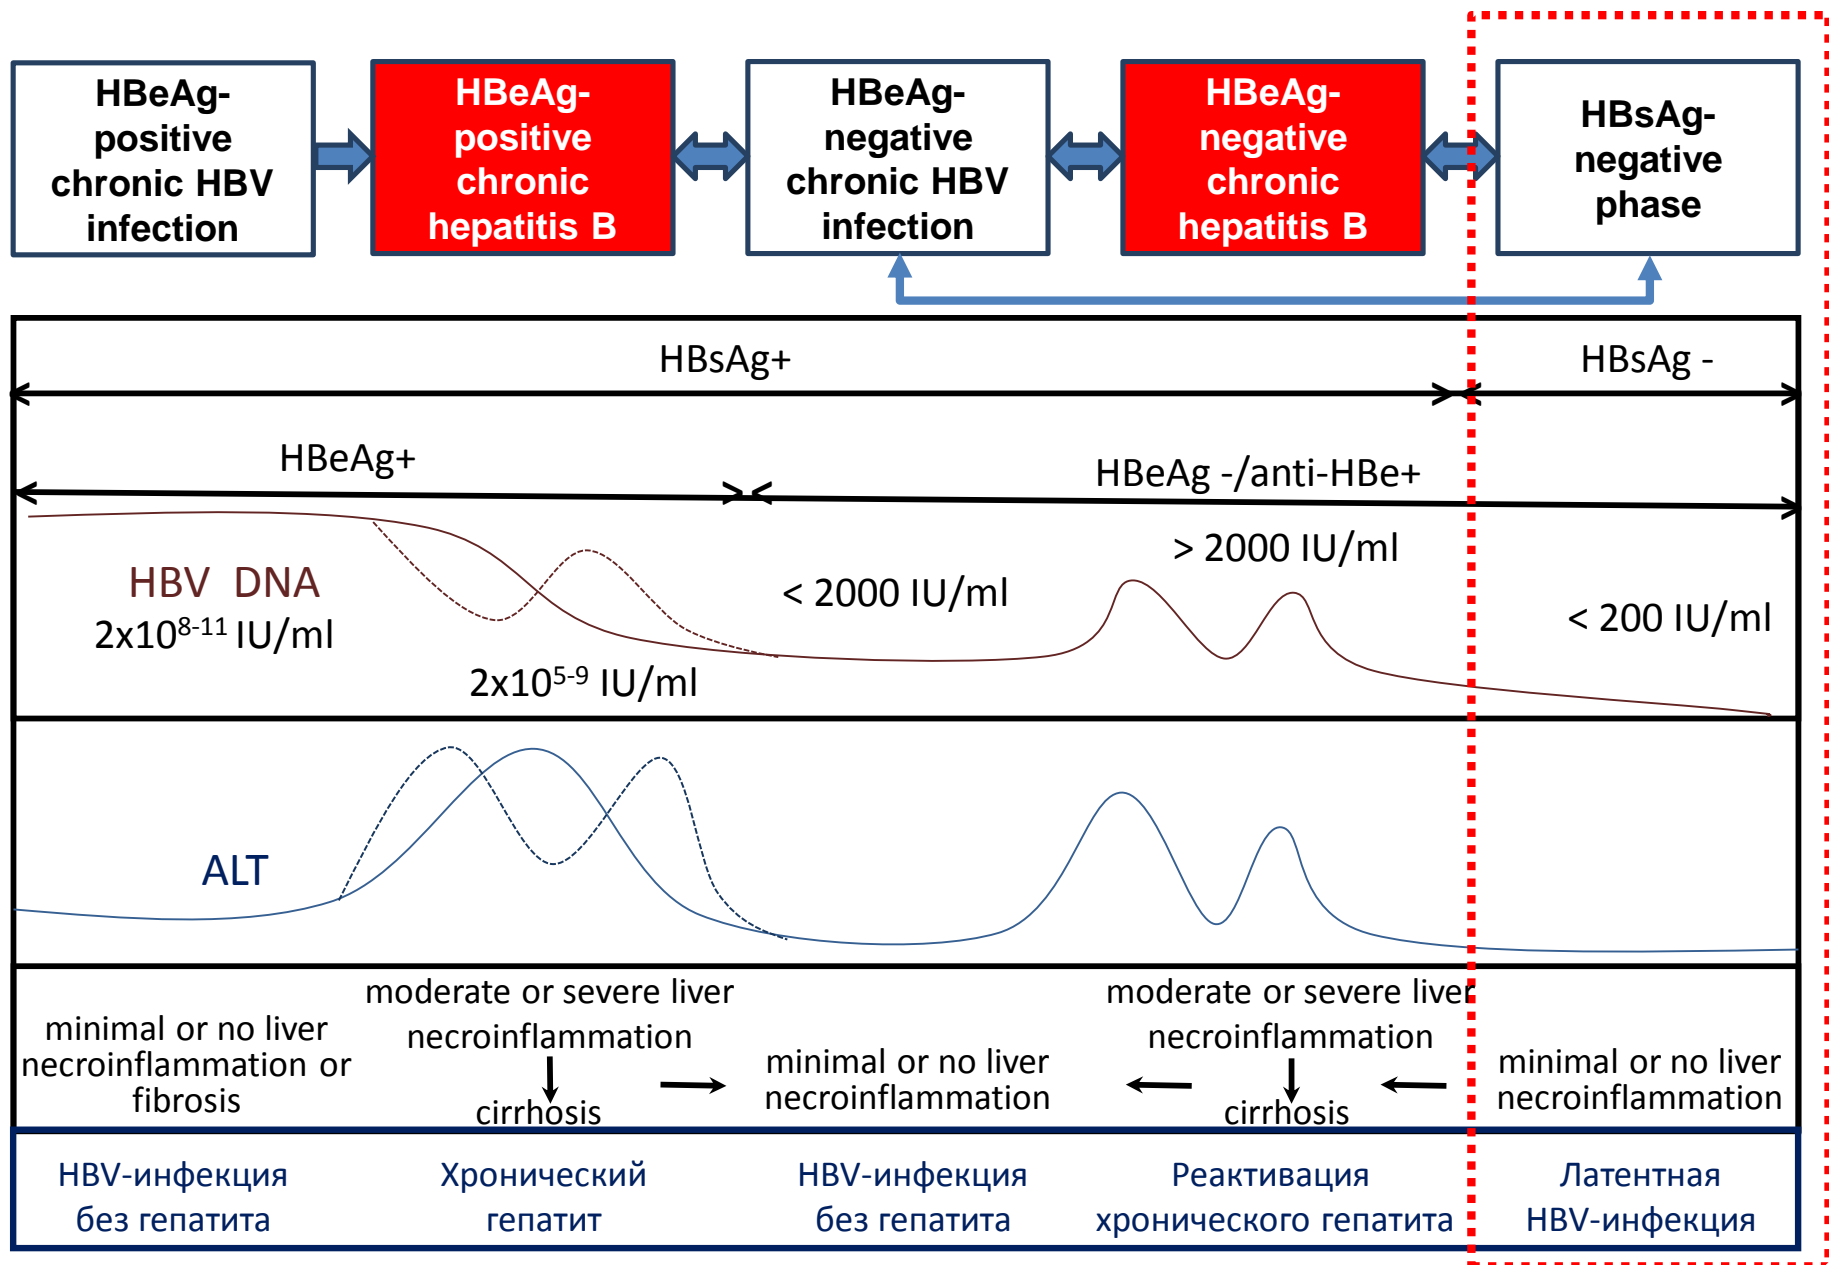 HBeAg-
positive
chronic HBV
infection
HBeAg-
positive
chronic
hepatitis B
HBeAg-
negative
chronic HBV
infection
HBeAg-
negative
chronic
hepatitis B
HBsAg-
negative
phase
HBsAg+
HBsAg -
HBeAg+
HBeAg -/anti-HBe+
HBV DNA
2x10⁸⁻¹¹ IU/ml
2x10⁵⁻⁹ IU/ml
< 2000 IU/ml
> 2000 IU/ml
< 200 IU/ml
ALT
minimal or no liver
necroinflammation or
fibrosis
moderate or severe liver
necroinflammation
cirrhosis
minimal or no liver
necroinflammation
moderate or severe liver
necroinflammation
cirrhosis
minimal or no liver
necroinflammation
HBV-инфекция
без гепатита
Хронический
гепатит
HBV-инфекция
без гепатита
Реактивация
хронического гепатита
Латентная
HBV-инфекция